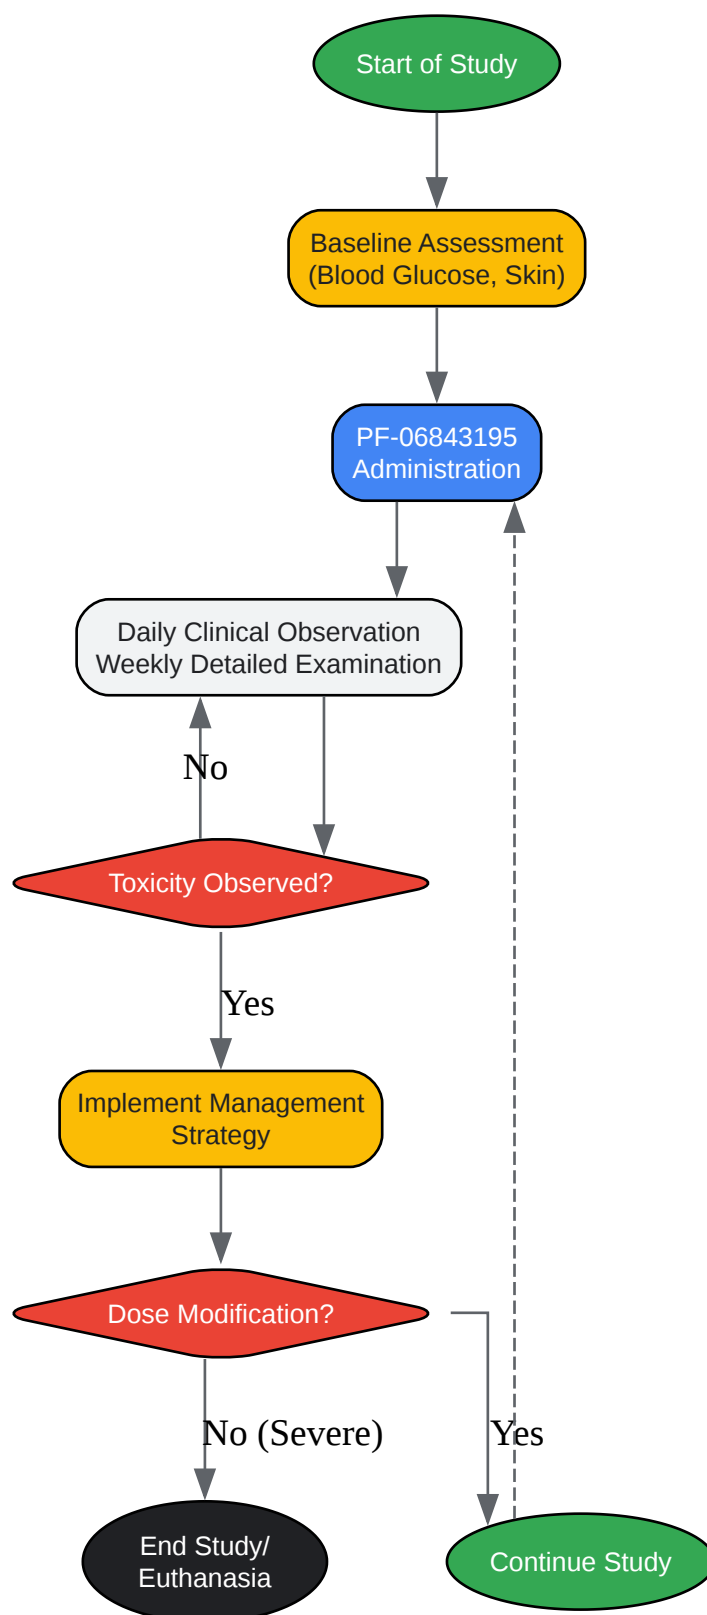 Start of Study
Baseline Assessment
(Blood Glucose, Skin)
PF-06843195
Administration
Daily Clinical Observation
Weekly Detailed Examination
No
Toxicity Observed?
Yes
Implement Management
Strategy
Dose Modification?
No (Severe)
Yes
End Study/
Euthanasia
Continue Study